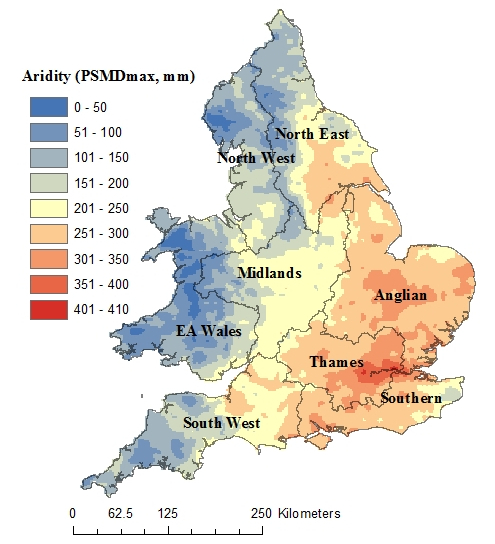 Aridity (PSMDmax, mm)
0 - 50
51 - 100
101 - 150
151 - 200
201 - 250
251 - 300
301 - 350
351 - 400
401 - 410
North East
North West
Midlands
Anglian
EA Wales
Thames
Southern
South West
0 62.5 125 250 Kilometers